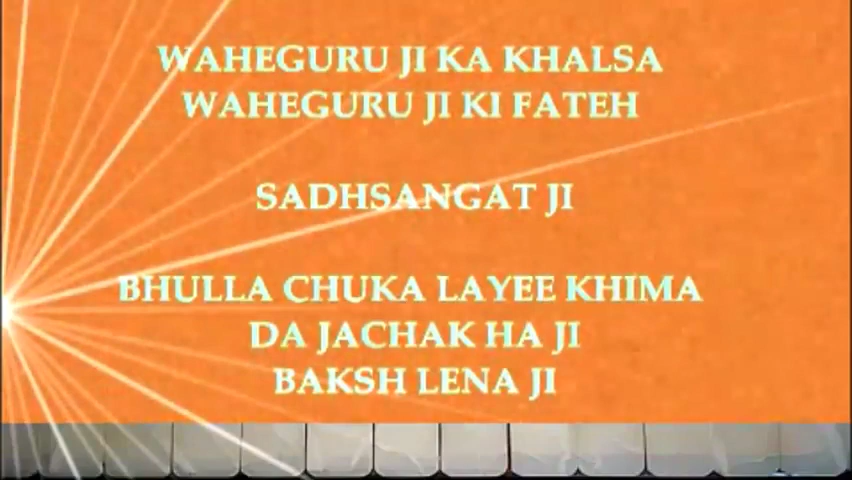 WAHEGURU JI KA KHALSA
WAHEGURU JI KI FATEH
SADHSANGAT JI
BHULLA CHUKA LAYEE KHIMA
DA JACHAK HA JI
BAKSH LENA JI